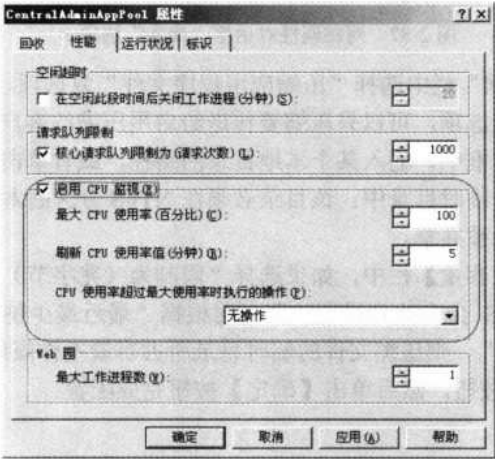 CentralAdminAppPool 属性
回收 性能 运行状况 标识
空闲超时
在空闲此段时间后关闭工作进程(分钟)(S):
请求队列限制
核心请求队列限制为(请求次数)(L): 1000
启用 CPU 监视(E)
最大 CPU 使用率(百分比)(C): 100
刷新 CPU 使用率值(分钟)(R): 5
CPU 使用率超过最大使用率时执行的操作(P):
无操作
Web 园
最大工作进程数(W): 1
确定 取消 应用(A) 帮助